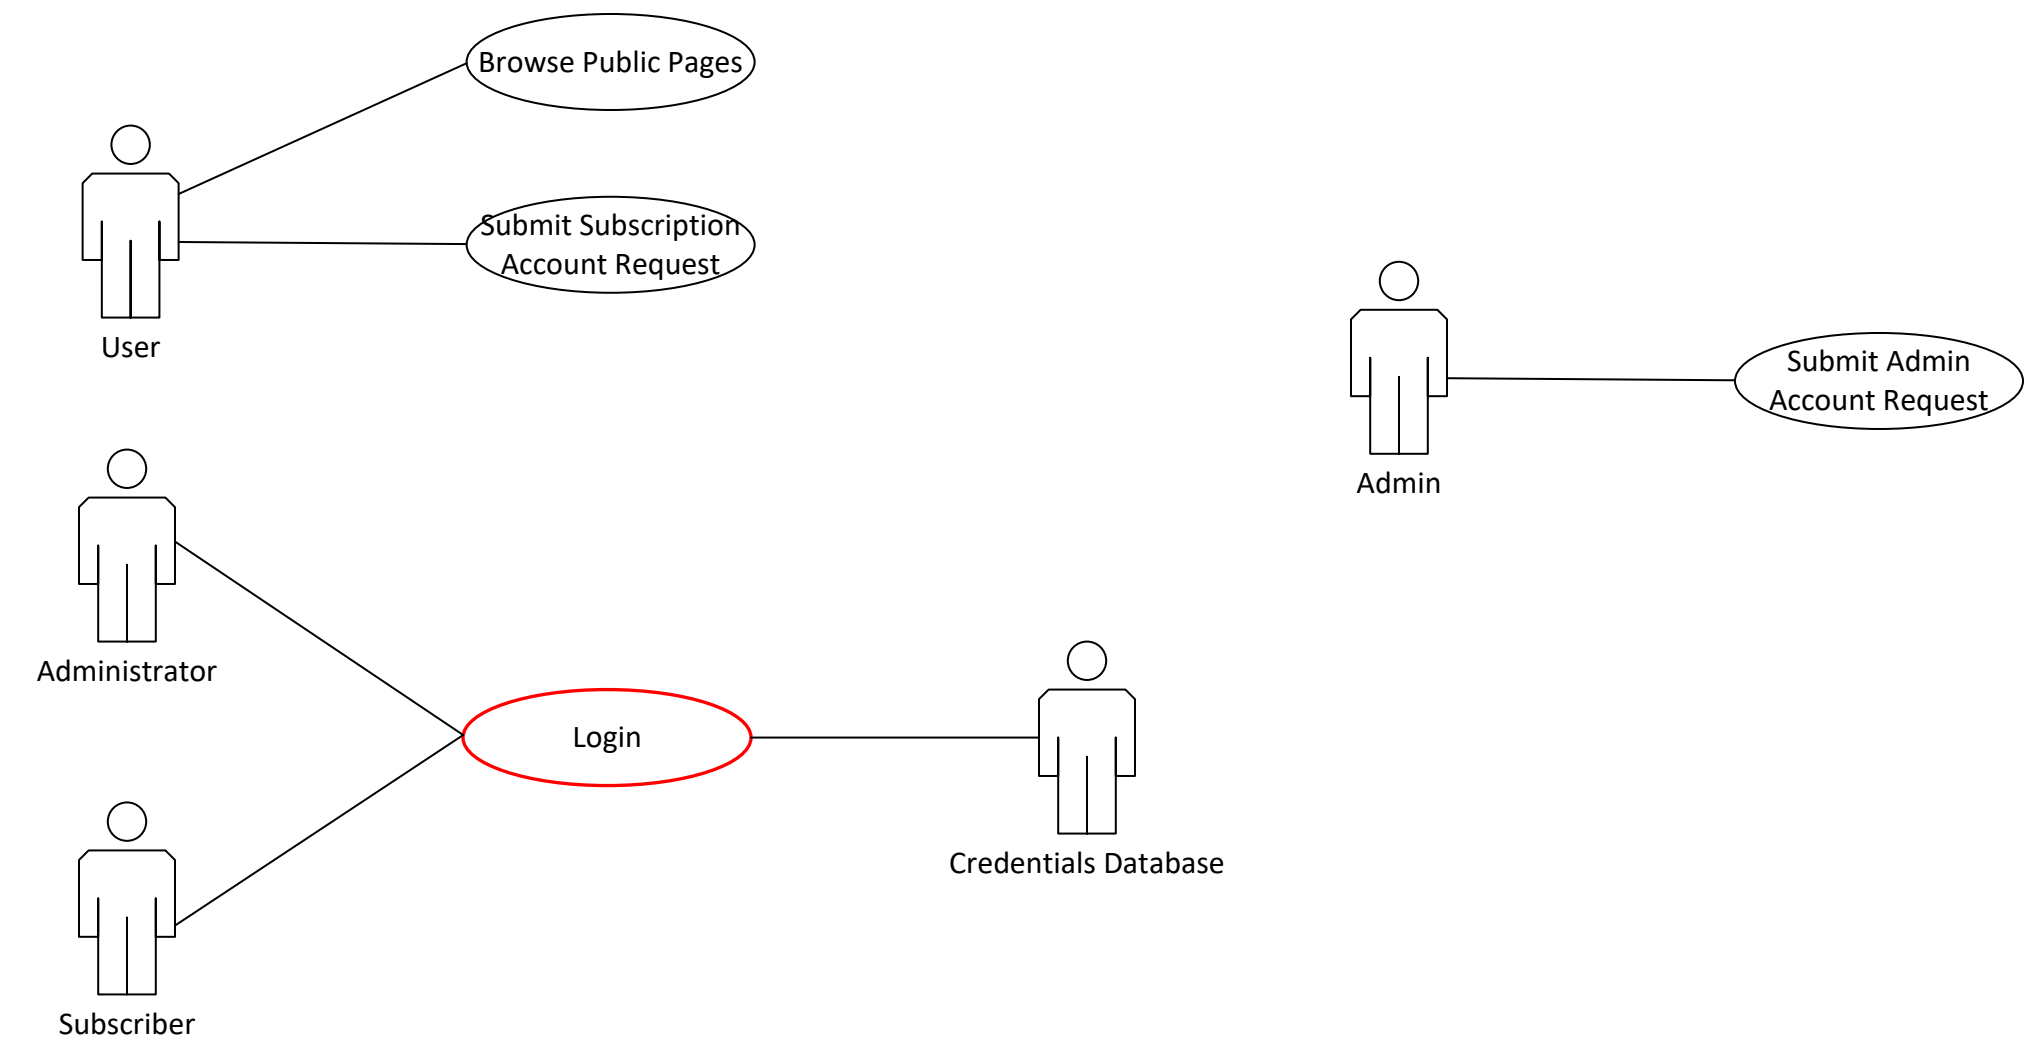 Browse Public Pages
Submit Subscription
Account Request
User
Submit Admin
Account Request
Admin
Administrator
Login
Credentials Database
Subscriber